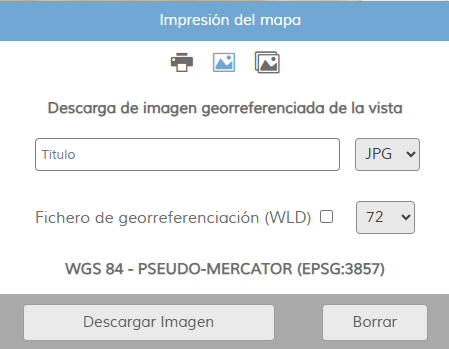 Impresión del mapa
Descarga de imagen georreferenciada de la vista
Título JPG
Fichero de georreferenciación (WLD) 72
WGS 84 - PSEUDO-MERCATOR (EPSG:3857)
Descargar Imagen Borrar